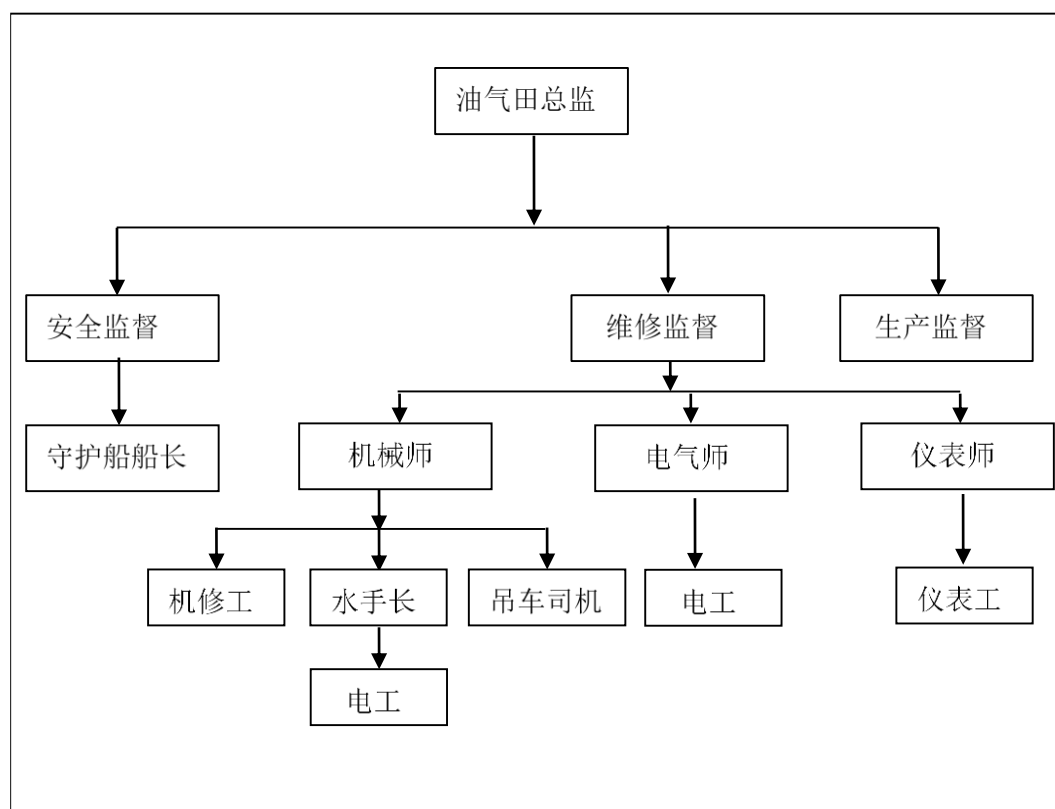 油气田总监
安全监督
维修监督
生产监督
守护船船长
机械师
电气师
仪表师
机修工
水手长
吊车司机
电工
仪表工
电工